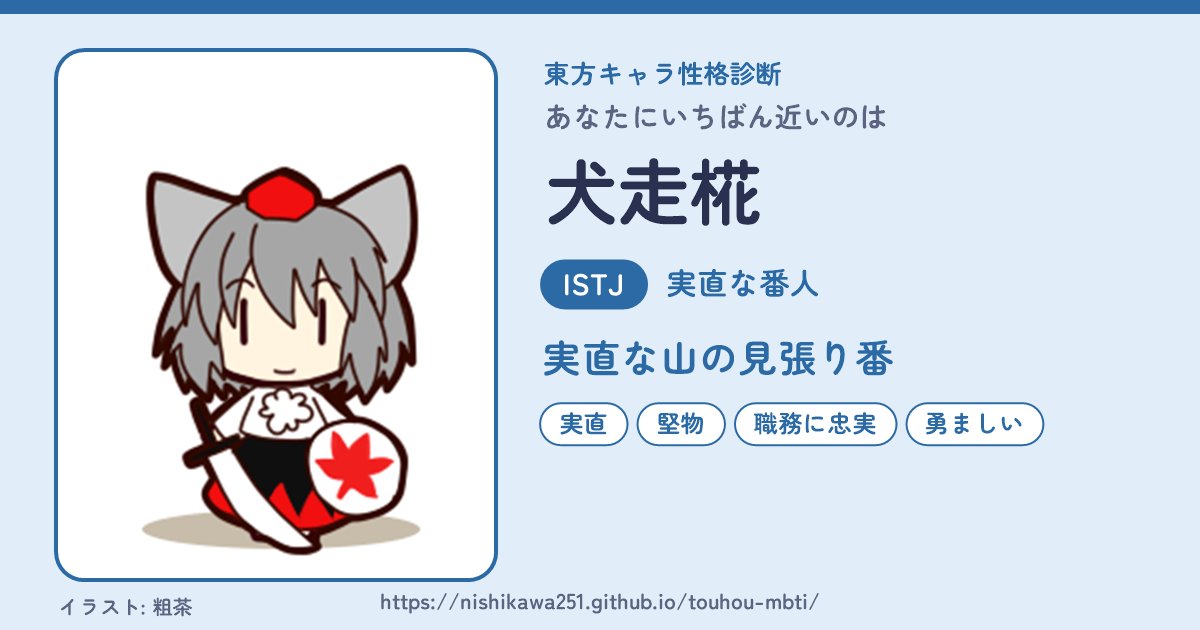 東方キャラ性格診断
あなたにいちばん近いのは
犬走椛
ISTJ 実直な番人
実直な山の見張り番
実直 堅物 職務に忠実 勇ましい
イラスト: 粗茶
https://nishikawa251.github.io/touhou-mbti/